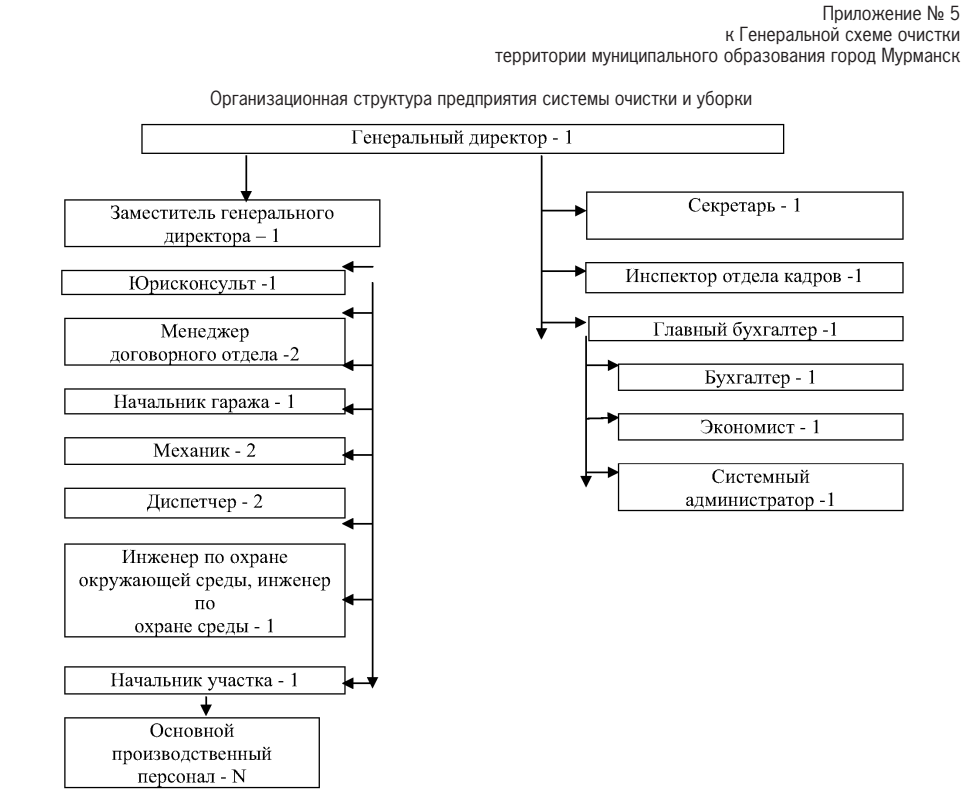 Приложение № 5
к Генеральной схеме очистки
территории муниципального образования город Мурманск
Организационная структура предприятия системы очистки и уборки
Генеральный директор - 1
Заместитель генерального
директора – 1
Юрисконсульт -1
Менеджер
договорного отдела -2
Начальник гаража - 1
Механик - 2
Диспетчер - 2
Инженер по охране
окружающей среды, инженер
по
охране среды - 1
Начальник участка - 1
Основной
производственный
персонал - N
Секретарь - 1
Инспектор отдела кадров -1
Главный бухгалтер -1
Бухгалтер - 1
Экономист - 1
Системный
администратор -1